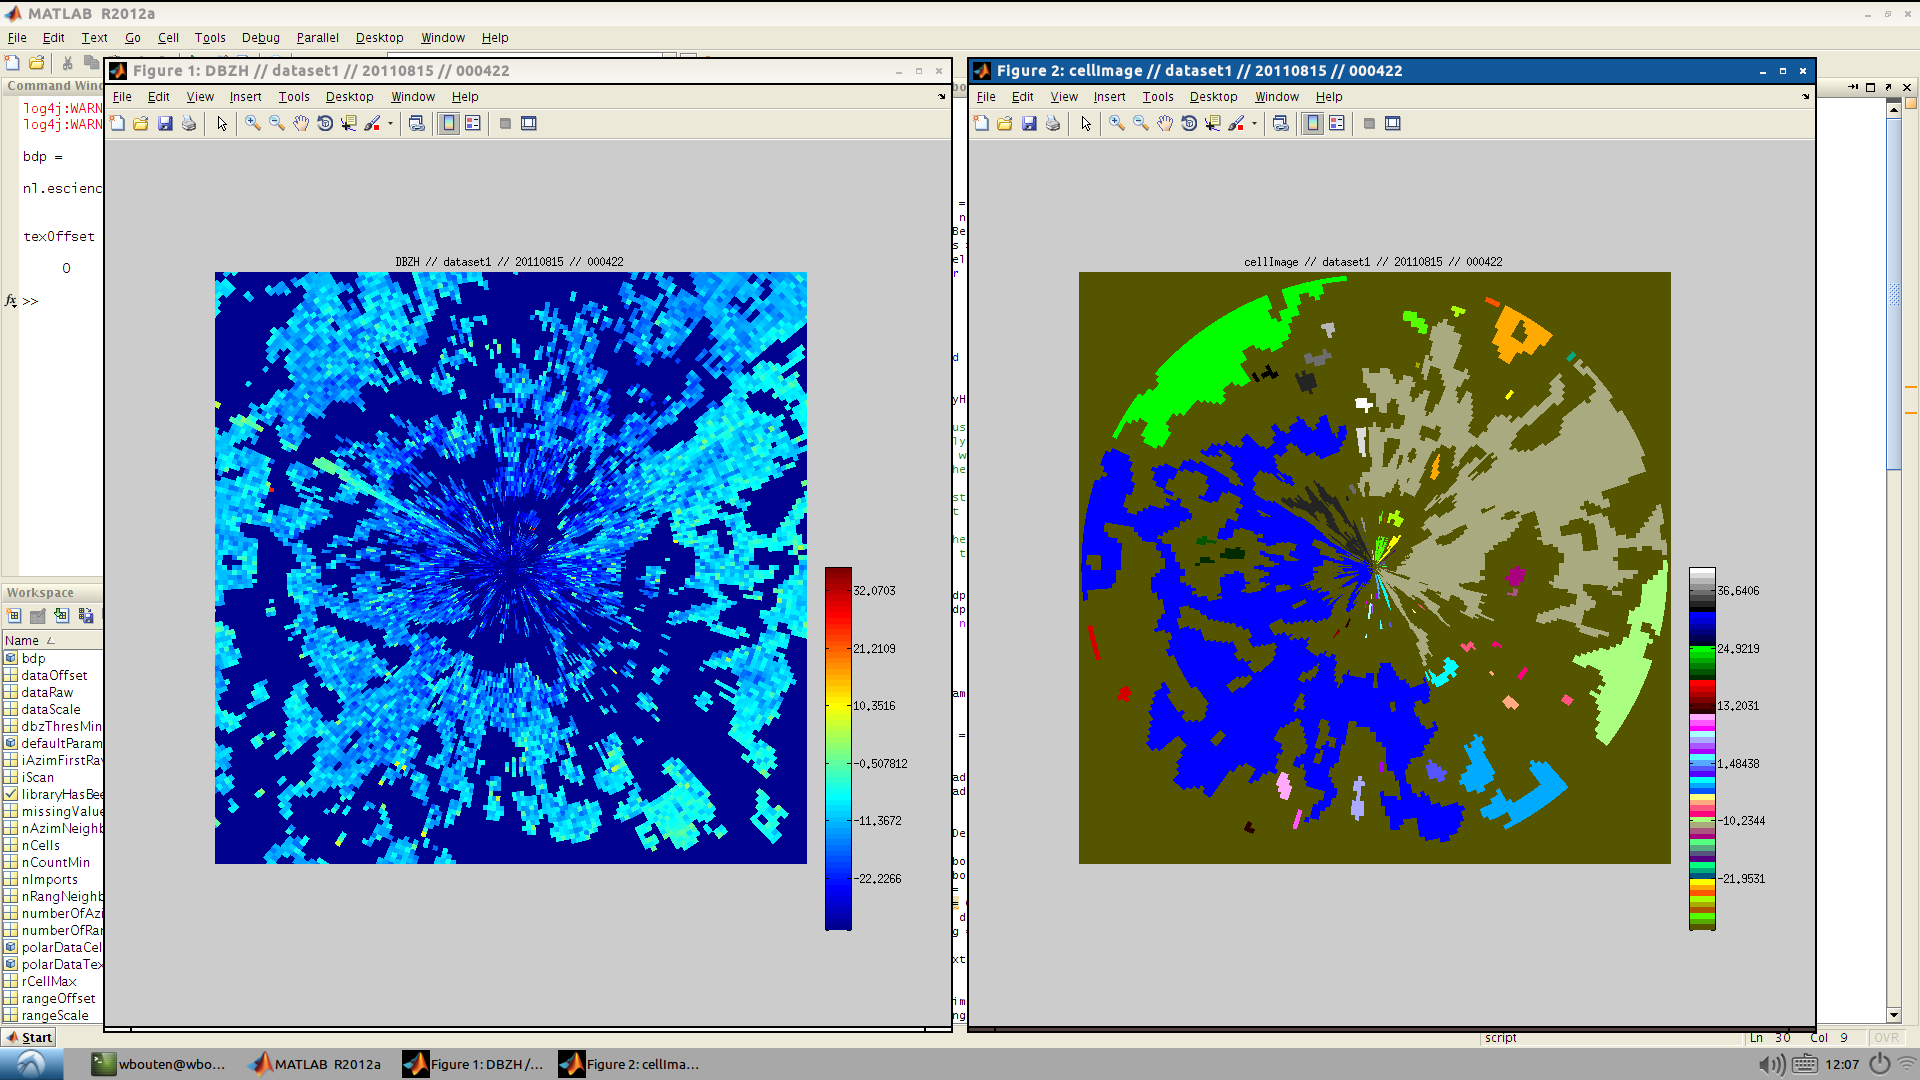 MATLAB R2012a
File Edit Text Go Cell Tools Debug Parallel Desktop Window Help
Command Wind
log4j:WARN
log4j:WARN
bdp =
nl.escienc
texOffset
0
fx >>
Workspace
Name
bdp
dataOffset
dataRaw
dataScale
dbzThresMin
defaultParam
iAzimFirstRay
iScan
libraryHasBee
missingValue
nAzimNeighb
nCells
nCountMin
nImports
nRangNeighb
numberOfAzi
numberOfRan
polarDataCel
polarDataTex
rCellMax
rangeOffset
rangeScale
Figure 1: DBZH // dataset1 // 20110815 // 000422
File Edit View Insert Tools Desktop Window Help
DBZH // dataset1 // 20110815 // 000422
32.0703
21.2109
10.3516
-0.507812
-11.3672
-22.2266
Figure 2: cellImage // dataset1 // 20110815 // 000422
File Edit View Insert Tools Desktop Window Help
cellImage // dataset1 // 20110815 // 000422
36.6406
24.9219
13.2031
1.48438
-10.2344
-21.9531
Start
script
Ln 30 Col 9 OVR
wbouten@wbo...
MATLAB R2012a
Figure 1: DBZH /...
Figure 2: cellIma...
12:07